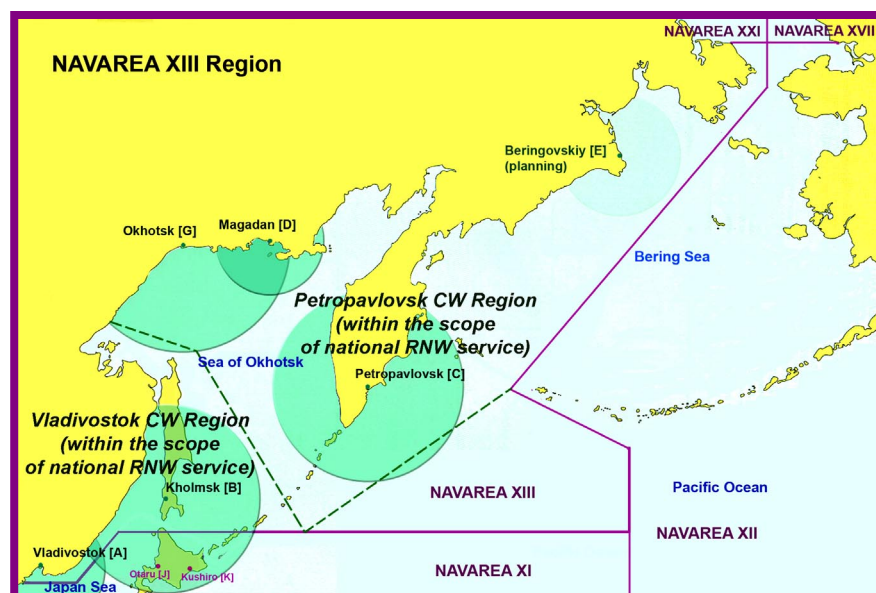 NAVAREA XXI
NAVAREA XVII
NAVAREA XIII Region
Beringovskiy [E]
(planning)
Okhotsk [G]
Magadan [D]
Bering Sea
Petropavlovsk CW Region
(within the scope
of national RNW service)
Sea of Okhotsk
Petropavlovsk [C]
Vladivostok CW Region
(within the scope
of national RNW service)
Kholmsk [B]
NAVAREA XIII
Pacific Ocean
NAVAREA XII
Vladivostok [A]
Otaru [J]
Kushiro [K]
NAVAREA XI
Japan Sea